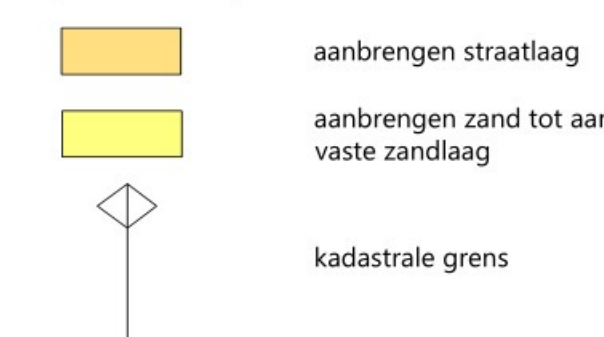 aanbrengen straatlaag
aanbrengen zand tot aan
vaste zandlaag
kadastrale grens